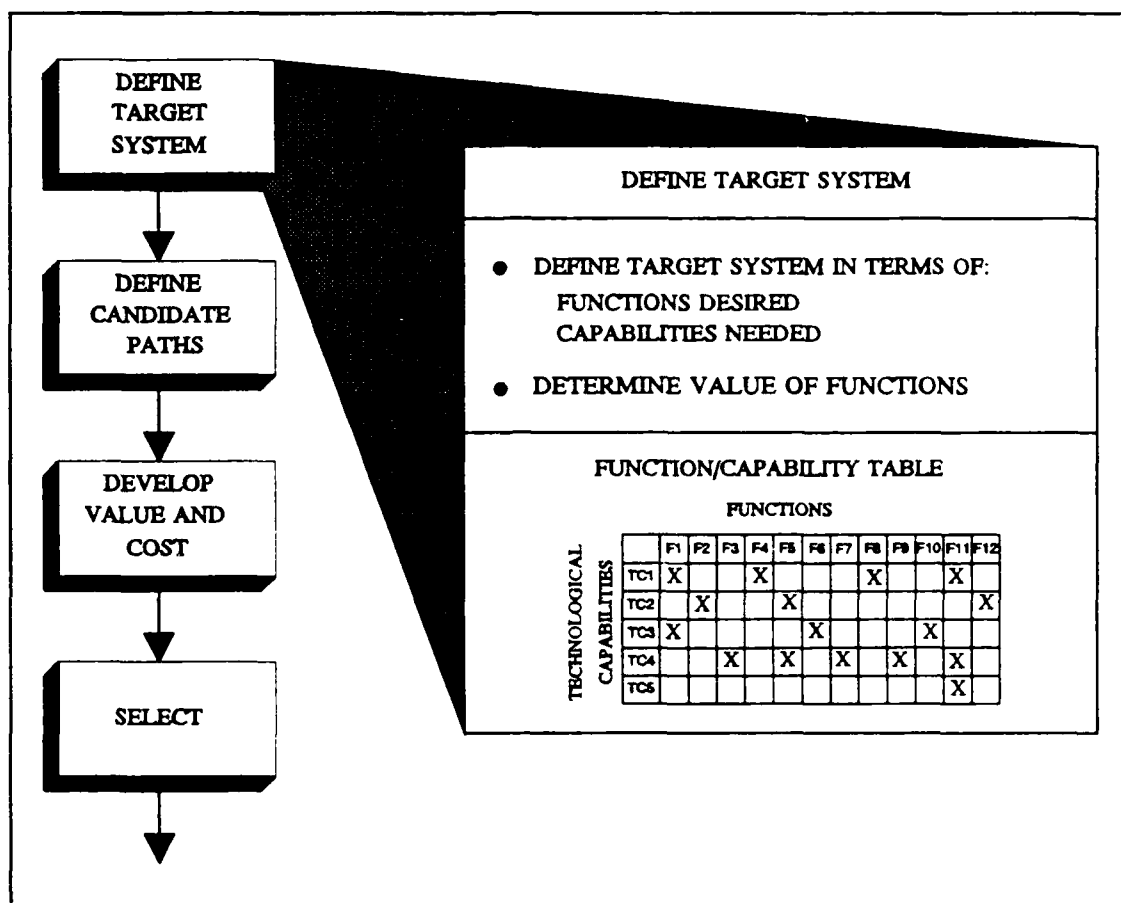 DEFINE
TARGET
SYSTEM
DEFINE
CANDIDATE
PATHS
DEVELOP
VALUE AND
COST
SELECT
DEFINE TARGET SYSTEM
● DEFINE TARGET SYSTEM IN TERMS OF:
FUNCTIONS DESIRED
CAPABILITIES NEEDED
● DETERMINE VALUE OF FUNCTIONS
FUNCTION/CAPABILITY TABLE
FUNCTIONS
TECHNOLOGICAL
CAPABILITIES
F1 F2 F3 F4 F5 F6 F7 F8 F9 F10 F11 F12
TC1 X X X X
TC2 X X X
TC3 X X X
TC4 X X X X X
TC5 X